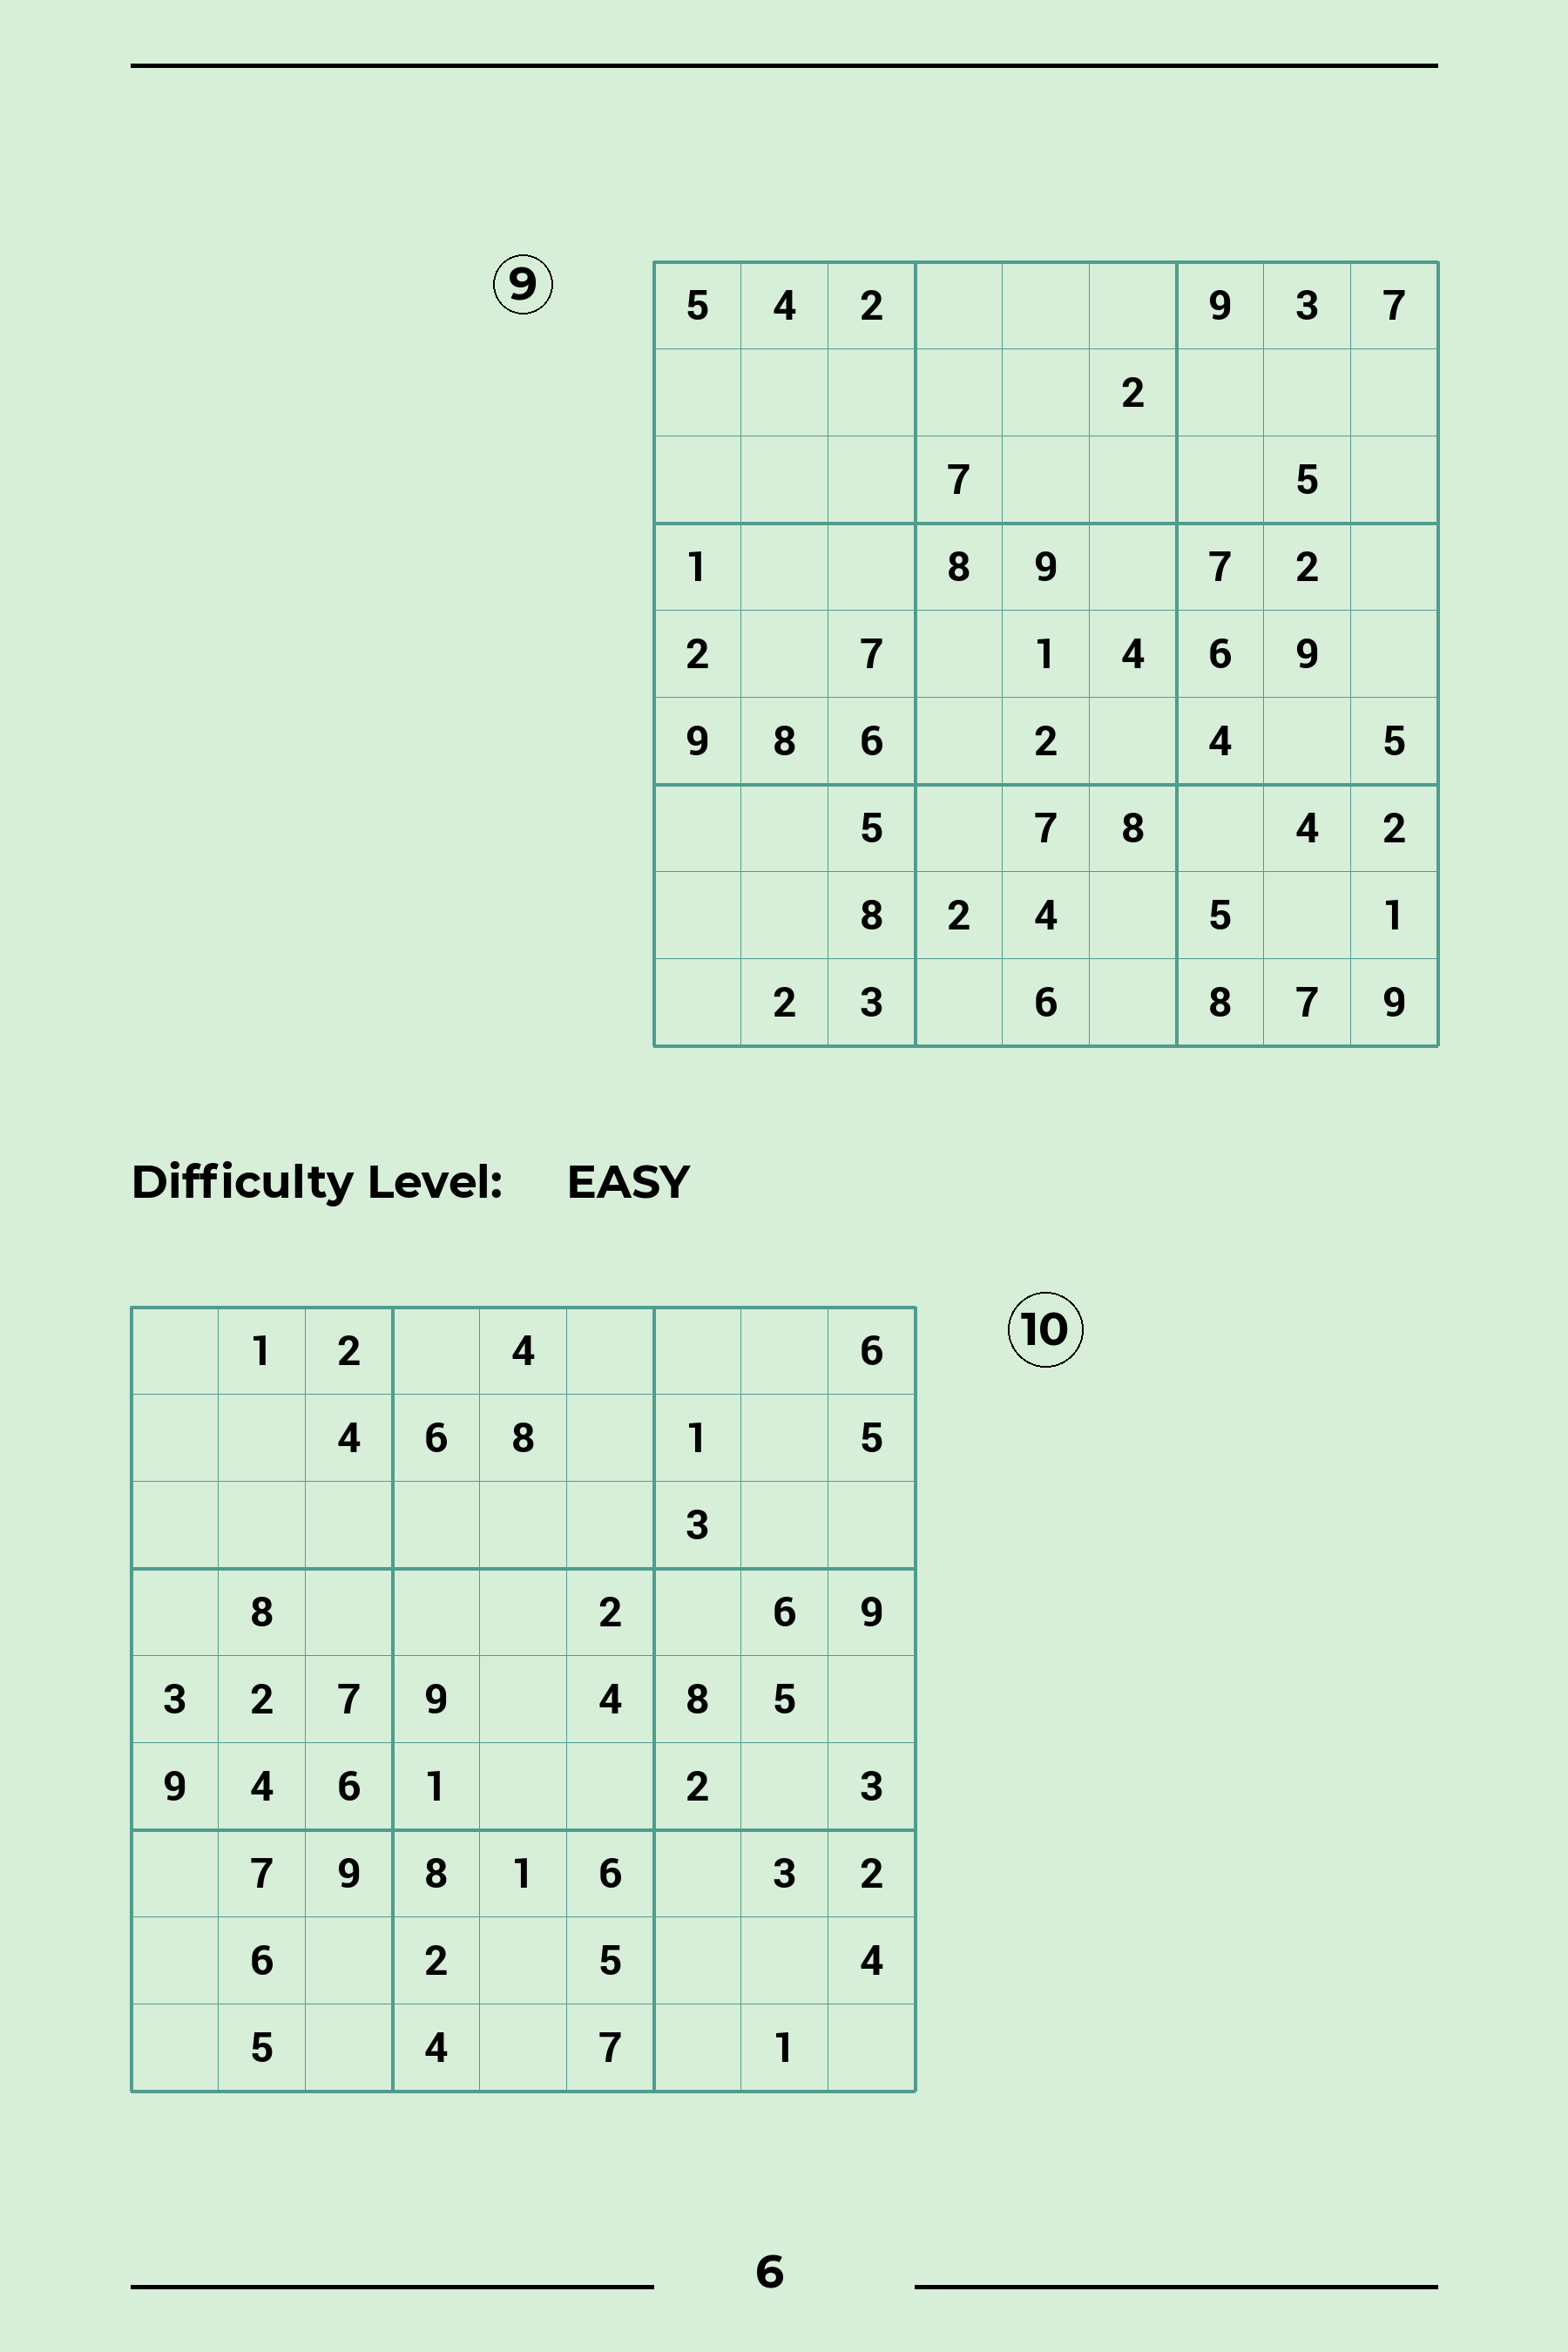 9
5 4 2 9 3 7
2
7 5
1 8 9 7 2
2 7 1 4 6 9
9 8 6 2 4 5
5 7 8 4 2
8 2 4 5 1
2 3 6 8 7 9
Difficulty Level: EASY
10
1 2 4 6
4 6 8 1 5
3
8 2 6 9
3 2 7 9 4 8 5
9 4 6 1 2 3
7 9 8 1 6 3 2
6 2 5 4
5 4 7 1
6